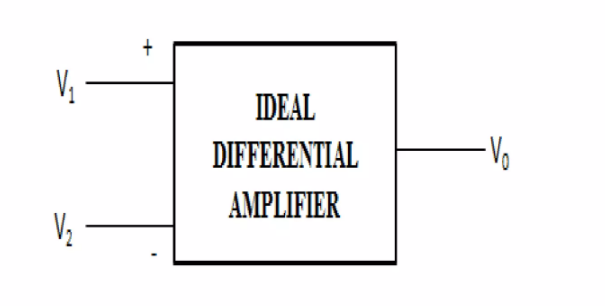 +
V₁
IDEAL
DIFFERENTIAL
AMPLIFIER
V₀
V₂
-